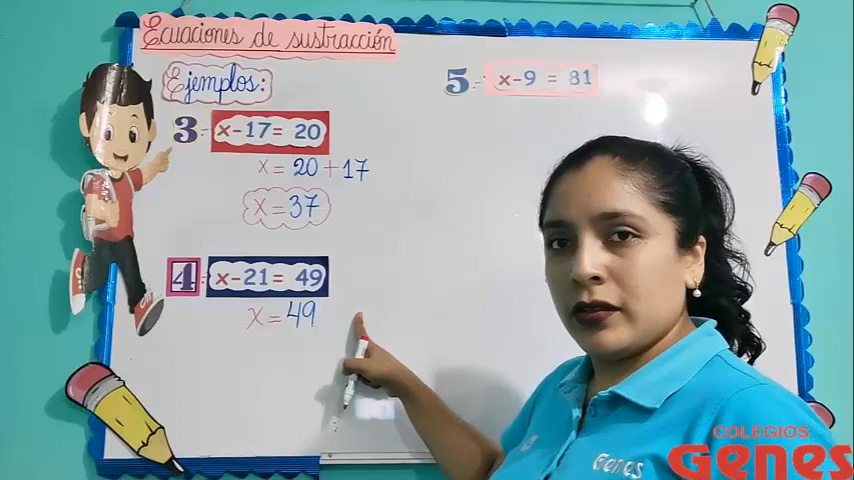 Ecuaciones de sustracción
Ejemplos:
3.- x-17= 20
x = 20 + 17
x = 37
4.- x-21= 49
x = 49
5.- x-9 = 81
Genes
COLEGIOS
Genes